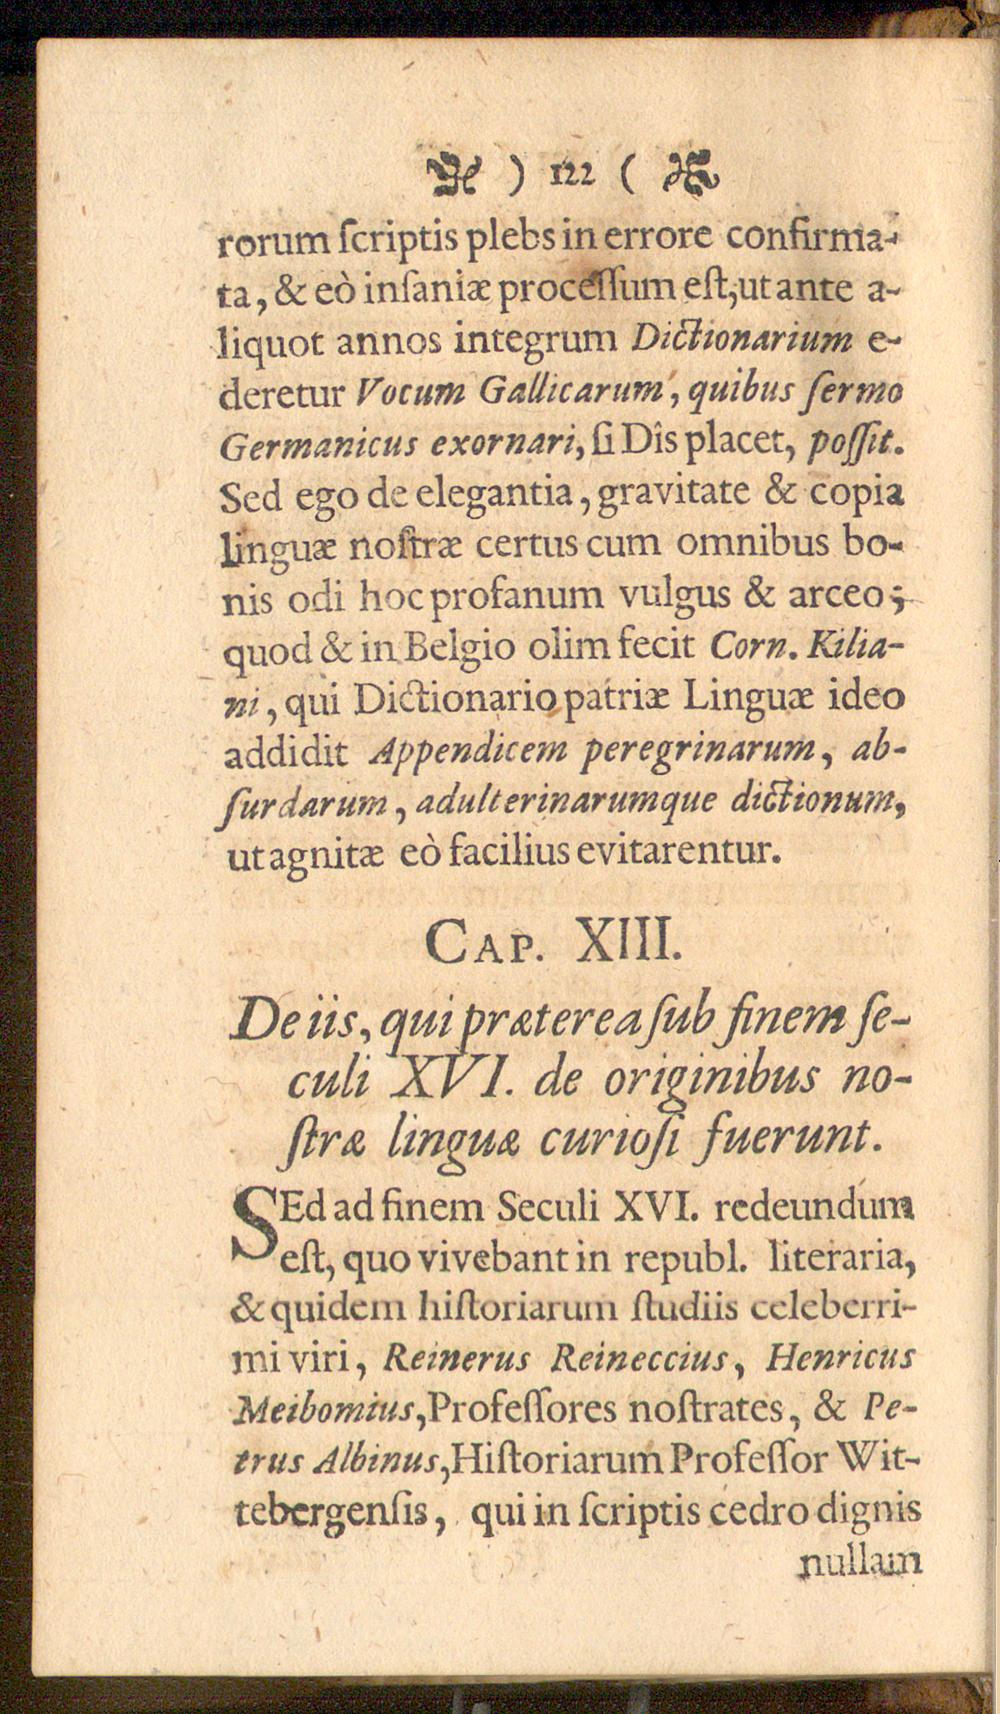 ) 122 (
rorum ſcriptis plebs in errore confirma-
ta, & eò inſaniæ proceſſum eſt, ut ante a-
liquot annos integrum Dictionarium e-
deretur Vocum Gallicarum, quibus ſermo
Germanicus exornari, ſi Dîs placet, poſſit.
Sed ego de elegantia, gravitate & copia
linguæ noſtræ certus cum omnibus bo-
nis odi hoc profanum vulgus & arceo;
quod & in Belgio olim fecit Corn. Kilia-
ni, qui Dictionario patriæ Linguæ ideo
addidit Appendicem peregrinarum, ab-
ſurdarum, adulterinarumque dictionum,
ut agnitæ eò facilius evitarentur.
CAP. XIII.
De iis, qui præterea ſub finem ſe-
culi XVI. de originibus no-
ſtræ linguæ curioſi fuerunt.
SEd ad finem Seculi XVI. redeundum
eſt, quo vivebant in republ. literaria,
& quidem hiſtoriarum ſtudiis celeberri-
mi viri, Reinerus Reineccius, Henricus
Meibomius, Profeſſores noſtrates, & Pe-
trus Albinus, Hiſtoriarum Profeſſor Wit-
tebergenſis, qui in ſcriptis cedro dignis
nullam